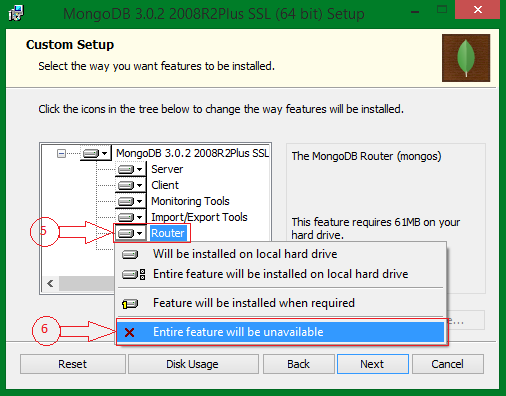 MongoDB 3.0.2 2008R2Plus SSL (64 bit) Setup
Custom Setup
Select the way you want features to be installed.
Click the icons in the tree below to change the way features will be installed.
MongoDB 3.0.2 2008R2Plus SSL
Server
Client
Monitoring Tools
Import/Export Tools
5
Router
The MongoDB Router (mongos)
This feature requires 61MB on your
hard drive.
Will be installed on local hard drive
Entire feature will be installed on local hard drive
Feature will be installed when required
6
Entire feature will be unavailable
Reset
Disk Usage
Back
Next
Cancel